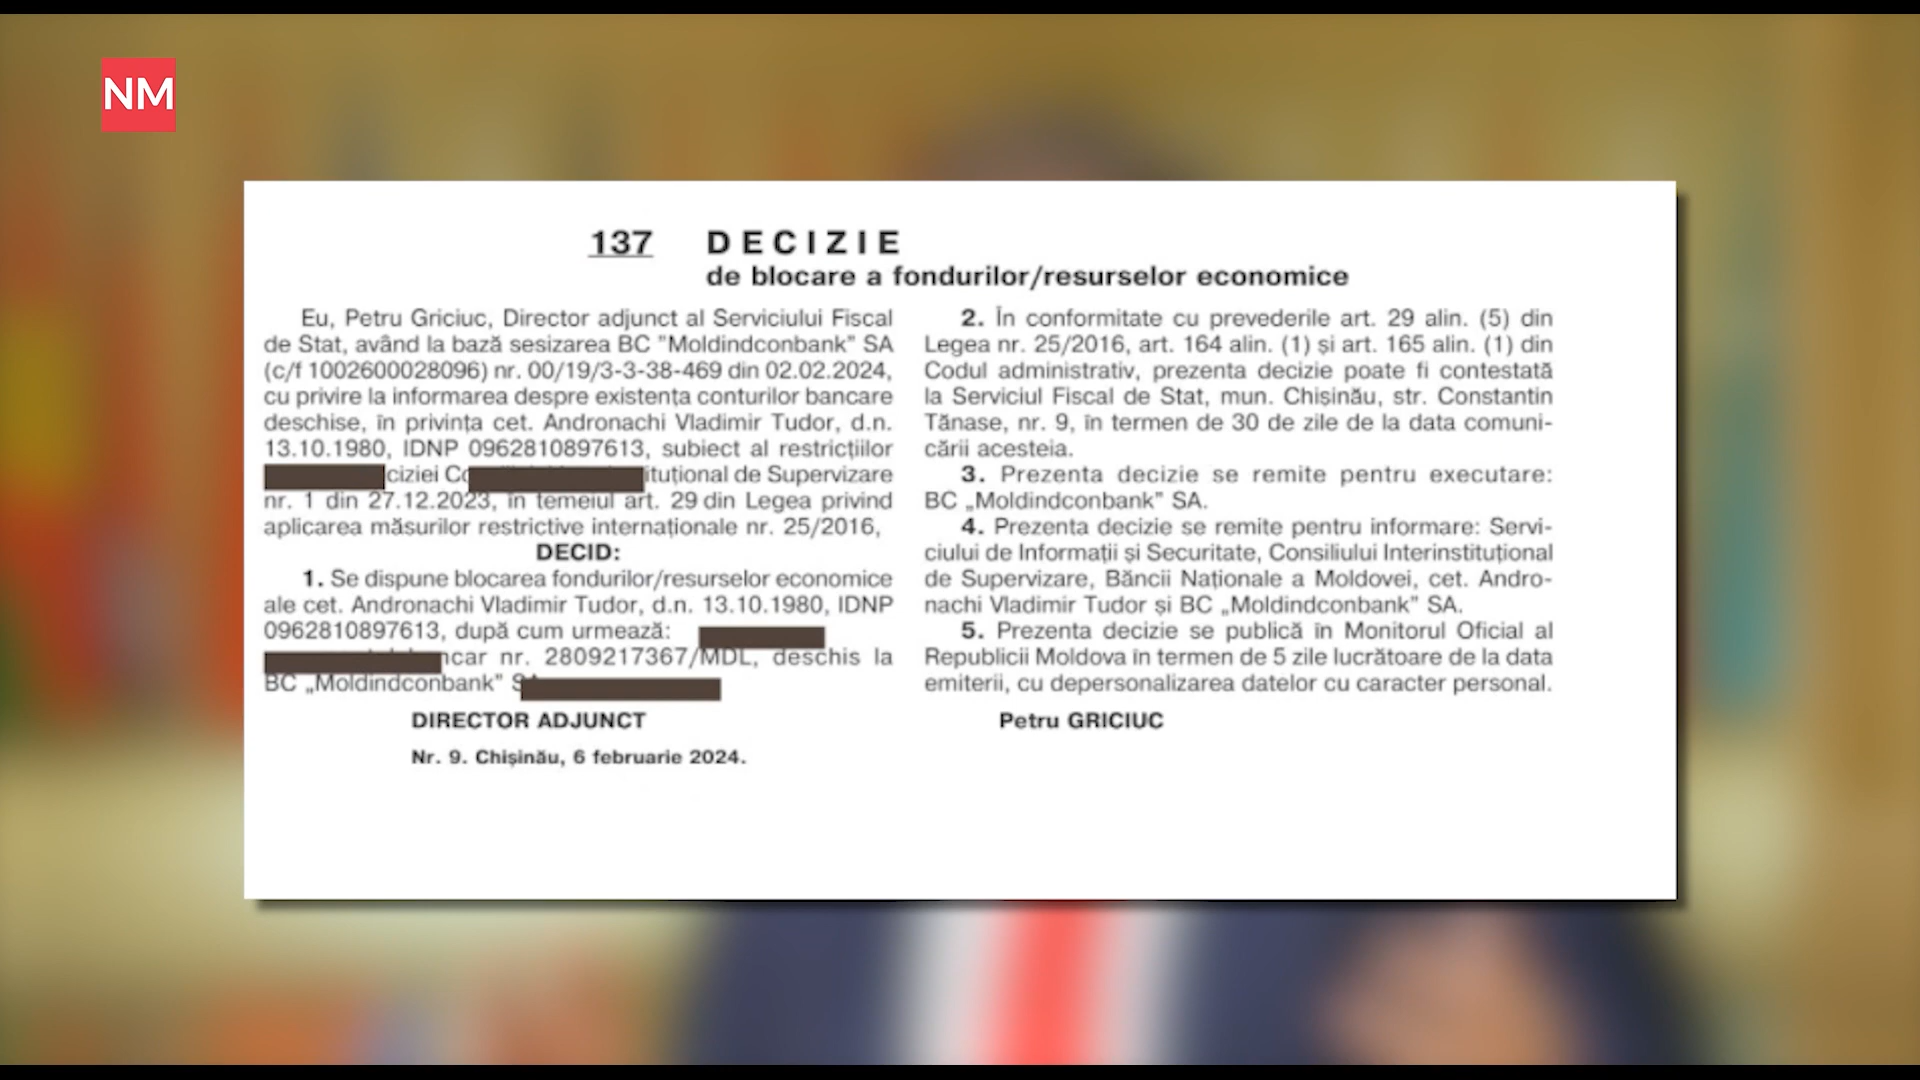 NM
137 DECIZIE
de blocare a fondurilor/resurselor economice
Eu, Petru Griciuc, Director adjunct al Serviciului Fiscal
de Stat, având la bază sesizarea BC "Moldindconbank" SA
(c/f 1002600028096) nr. 00/19/3-3-38-469 din 02.02.2024,
cu privire la informarea despre existența conturilor bancare
deschise, în privința cet. Andronachi Vladimir Tudor, d.n.
13.10.1980, IDNP 0962810897613, subiect al restricțiilor
de Supervizare
nr. 1 din 27.12.2023, în temeiul art. 29 din Legea privind
aplicarea măsurilor restrictive internaționale nr. 25/2016,
DECID:
1. Se dispune blocarea fondurilor/resurselor economice
ale cet. Andronachi Vladimir Tudor, d.n. 13.10.1980, IDNP
0962810897613, după cum urmează:
nr. 2809217367/MDL, deschis la
BC „Moldindconbank"
DIRECTOR ADJUNCT
Nr. 9. Chișinău, 6 februarie 2024.
2. În conformitate cu prevederile art. 29 alin. (5) din
Legea nr. 25/2016, art. 164 alin. (1) și art. 165 alin. (1) din
Codul administrativ, prezenta decizie poate fi contestată
la Serviciul Fiscal de Stat, mun. Chișinău, str. Constantin
Tănase, nr. 9, în termen de 30 de zile de la data comuni-
cării acesteia.
3. Prezenta decizie se remite pentru executare:
BC „Moldindconbank" SA.
4. Prezenta decizie se remite pentru informare: Servi-
ciului de Informații și Securitate, Consiliului Interinstituțional
de Supervizare, Băncii Naționale a Moldovei, cet. Andro-
nachi Vladimir Tudor și BC „Moldindconbank" SA.
5. Prezenta decizie se publică în Monitorul Oficial al
Republicii Moldova în termen de 5 zile lucrătoare de la data
emiterii, cu depersonalizarea datelor cu caracter personal.
Petru GRICIUC